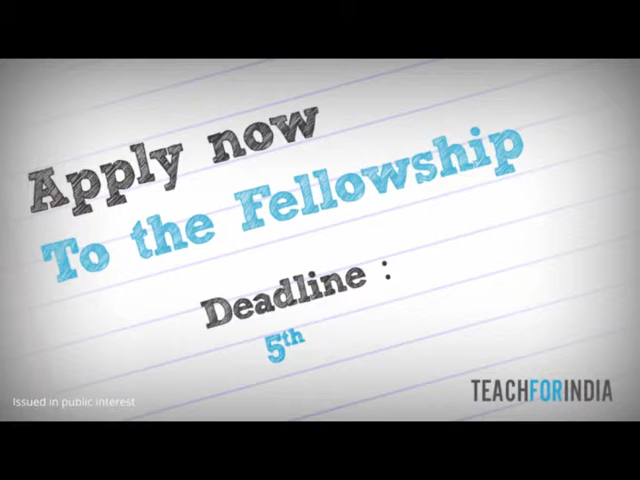 Apply now
To the Fellowship
Deadline :
5th
Issued in public interest
TEACHFORINDIA